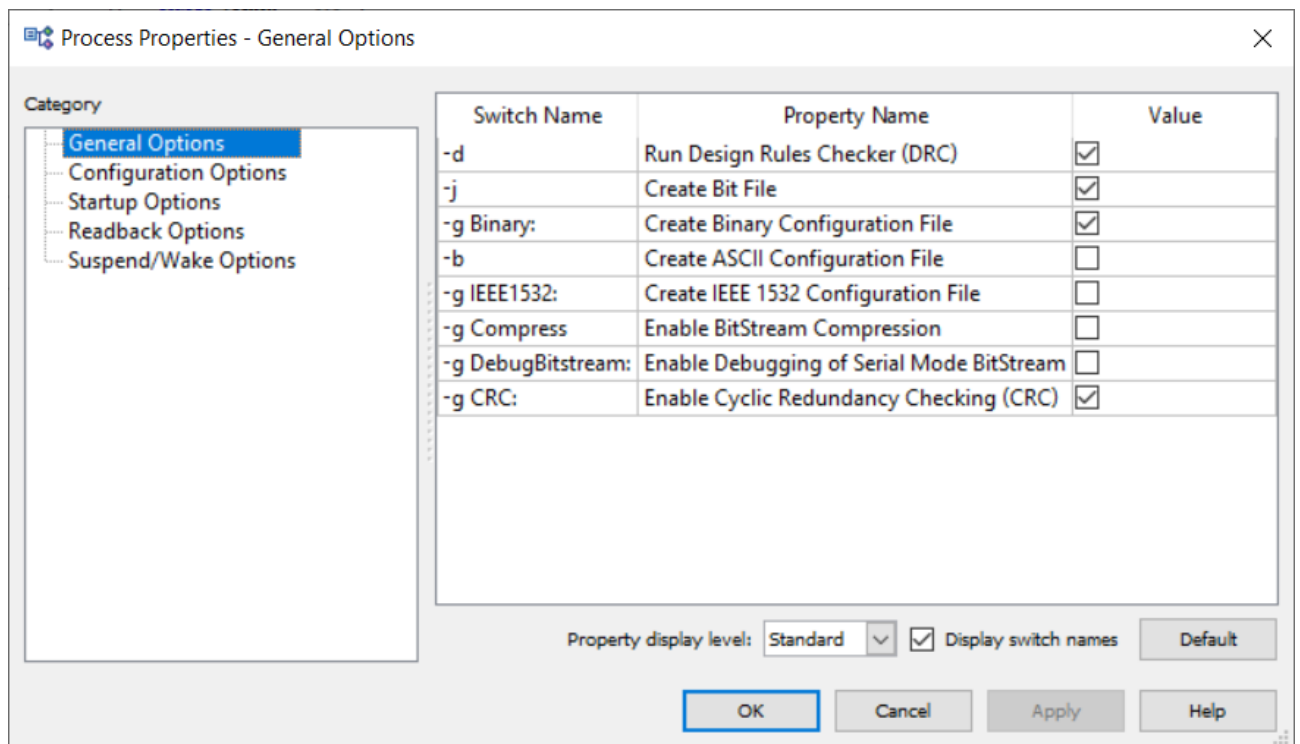 Process Properties - General Options
Category
General Options
Configuration Options
Startup Options
Readback Options
Suspend/Wake Options
Switch Name Property Name Value
-d Run Design Rules Checker (DRC)
-j Create Bit File
-g Binary: Create Binary Configuration File
-b Create ASCII Configuration File
-g IEEE1532: Create IEEE 1532 Configuration File
-g Compress Enable BitStream Compression
-g DebugBitstream: Enable Debugging of Serial Mode BitStream
-g CRC: Enable Cyclic Redundancy Checking (CRC)
Property display level: Standard Display switch names Default
OK Cancel Apply Help